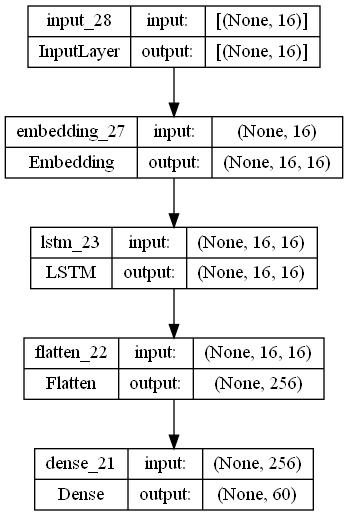 input_28 input: [(None, 16)]
InputLayer output: [(None, 16)]
embedding_27 input: (None, 16)
Embedding output: (None, 16, 16)
lstm_23 input: (None, 16, 16)
LSTM output: (None, 16, 16)
flatten_22 input: (None, 16, 16)
Flatten output: (None, 256)
dense_21 input: (None, 256)
Dense output: (None, 60)